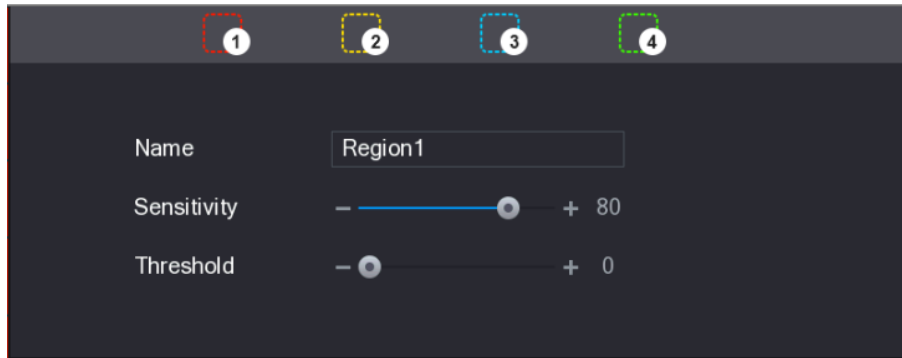 1 2 3 4
Name Region1
Sensitivity − + 80
Threshold − + 0